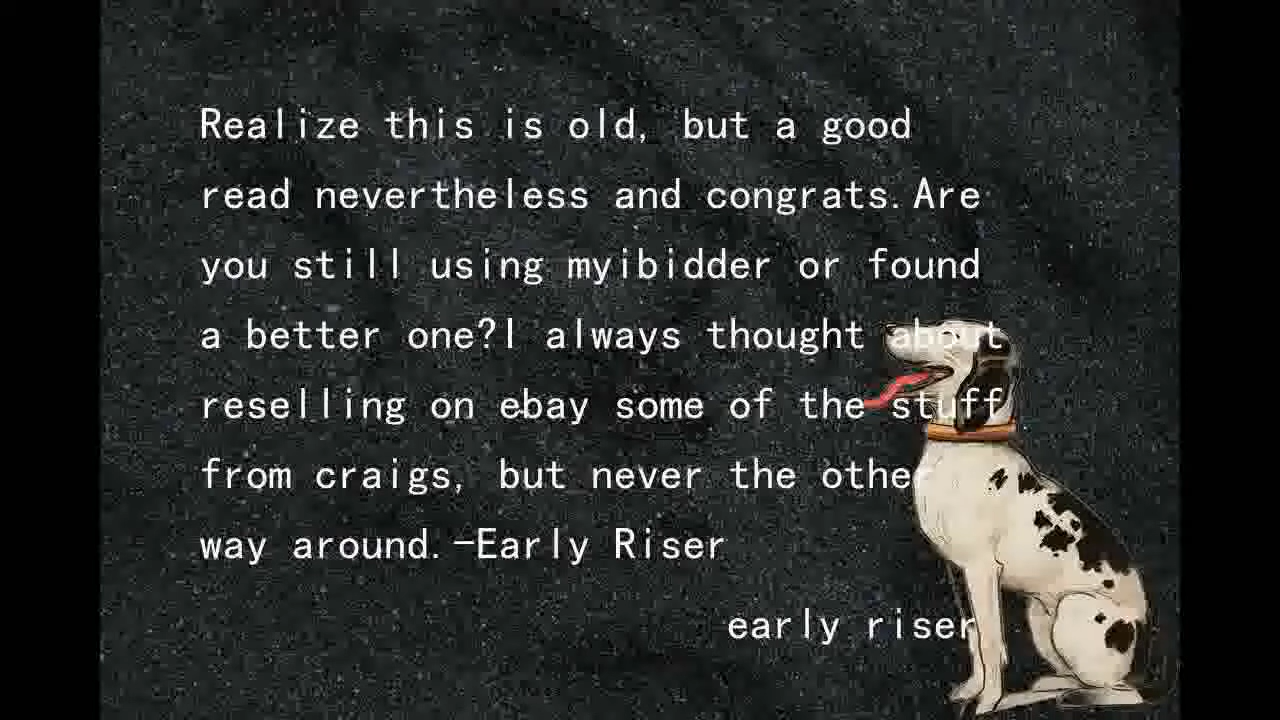 Realize this is old, but a good
read nevertheless and congrats.Are
you still using myibidder or found
a better one?I always thought about
reselling on ebay some of the stuff
from craigs, but never the other
way around.-Early Riser
early riser